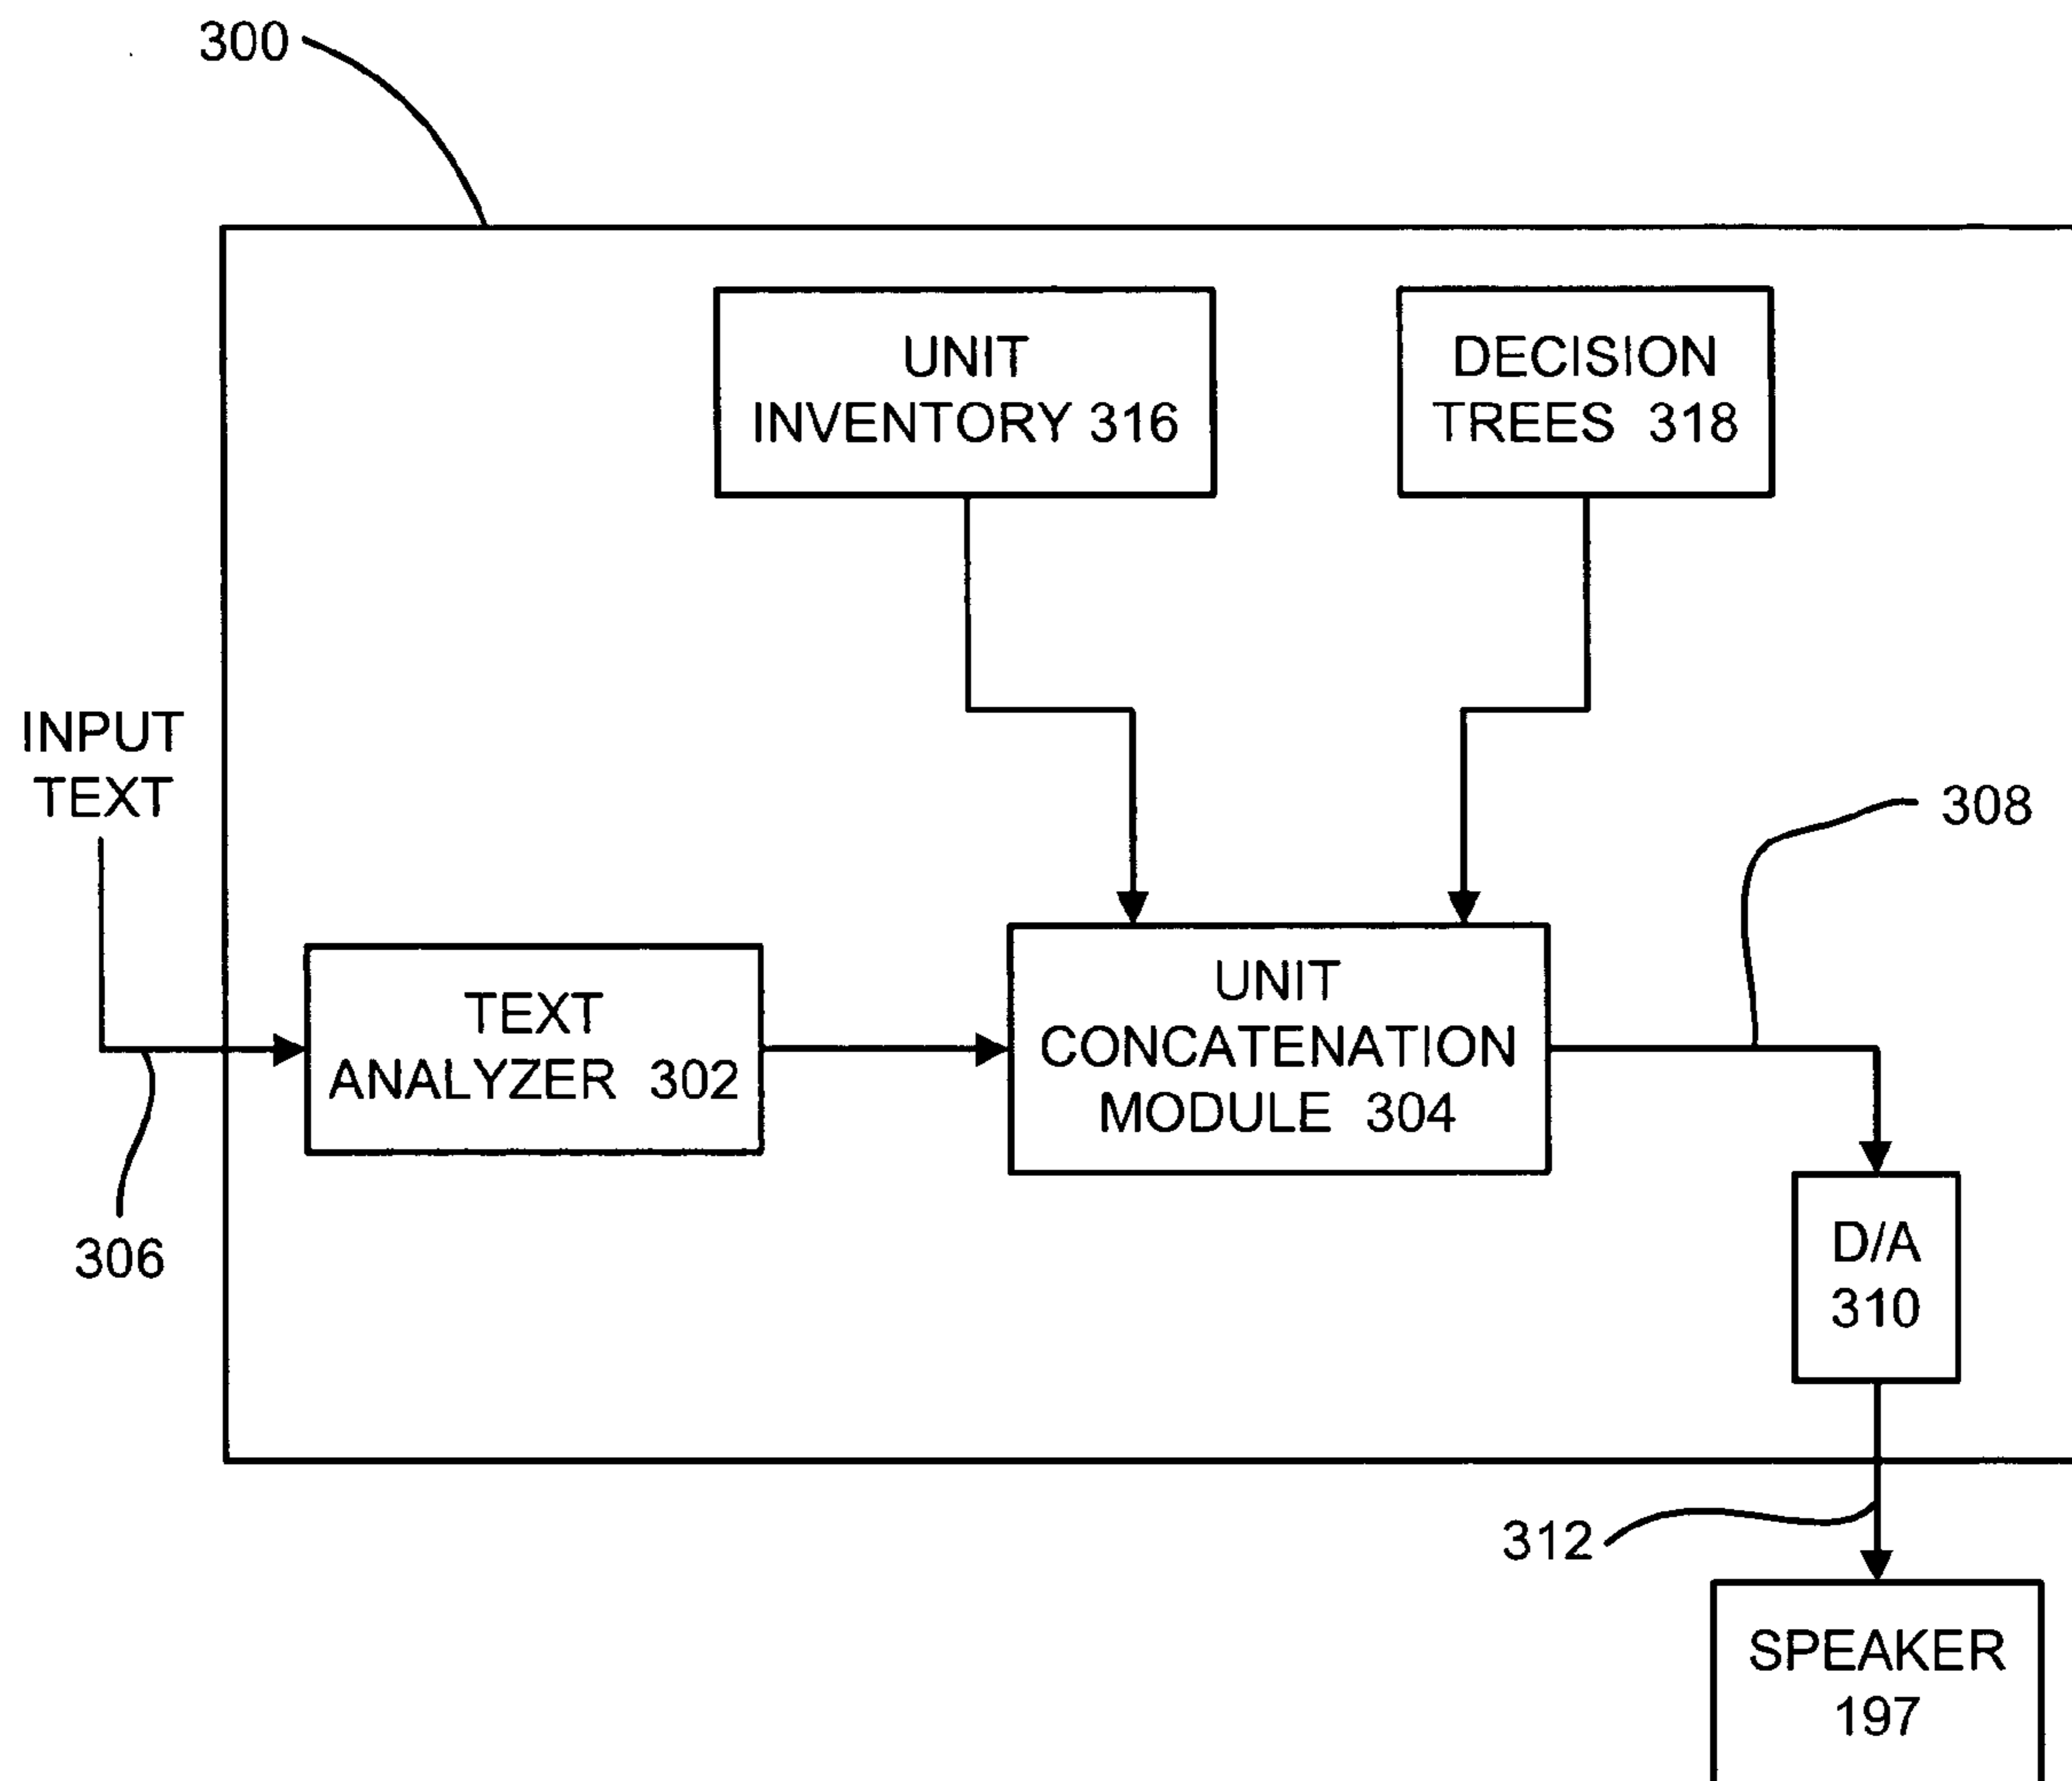 300
UNIT
INVENTORY 316
DECISION
TREES 318
INPUT
TEXT
308
TEXT
ANALYZER 302
UNIT
CONCATENATION
MODULE 304
306
D/A
310
312
SPEAKER
197